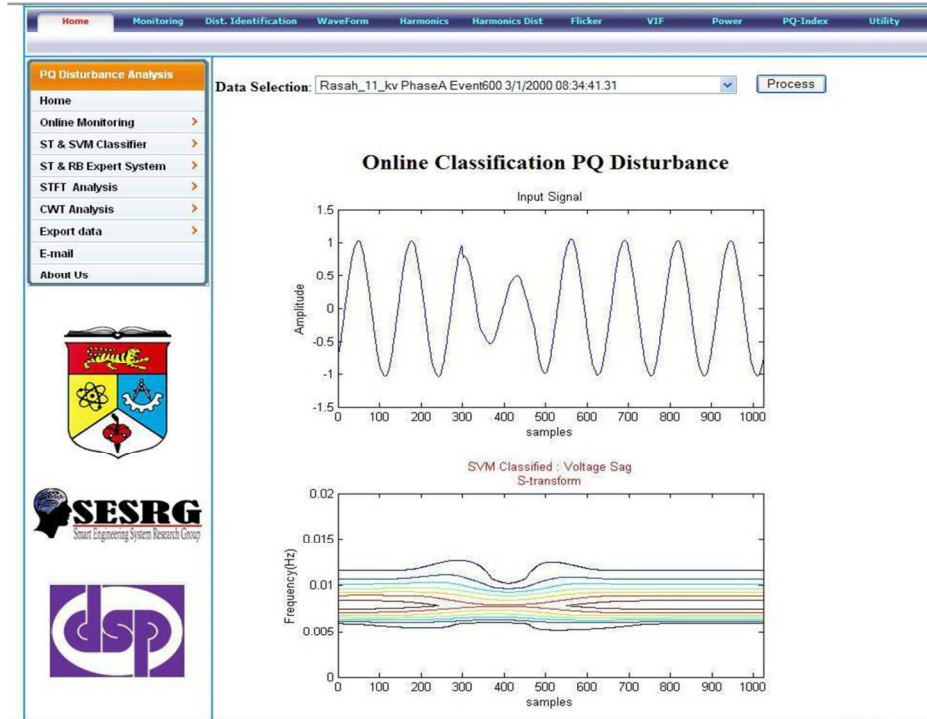 Home Monitoring Dist. Identification WaveForm Harmonics Harmonics Dist Flicker VIF Power PQ-Index Utility
PQ Disturbance Analysis
Home
Online Monitoring
ST & SVM Classifier
ST & RB Expert System
STFT Analysis
CWT Analysis
Export data
E-mail
About Us
SESRG
Smart Engineering System Research Group
dsp
Data Selection: Rasah_11_kv PhaseA Event600 3/1/2000 08:34:41.31 Process
Online Classification PQ Disturbance
Input Signal
1.5
1
0.5
0
-0.5
-1
-1.5
Amplitude
0 100 200 300 400 500 600 700 800 900 1000
samples
SVM Classified : Voltage Sag
S-transform
0.02
0.015
0.01
0.005
0
Frequency(Hz)
0 100 200 300 400 500 600 700 800 900 1000
samples